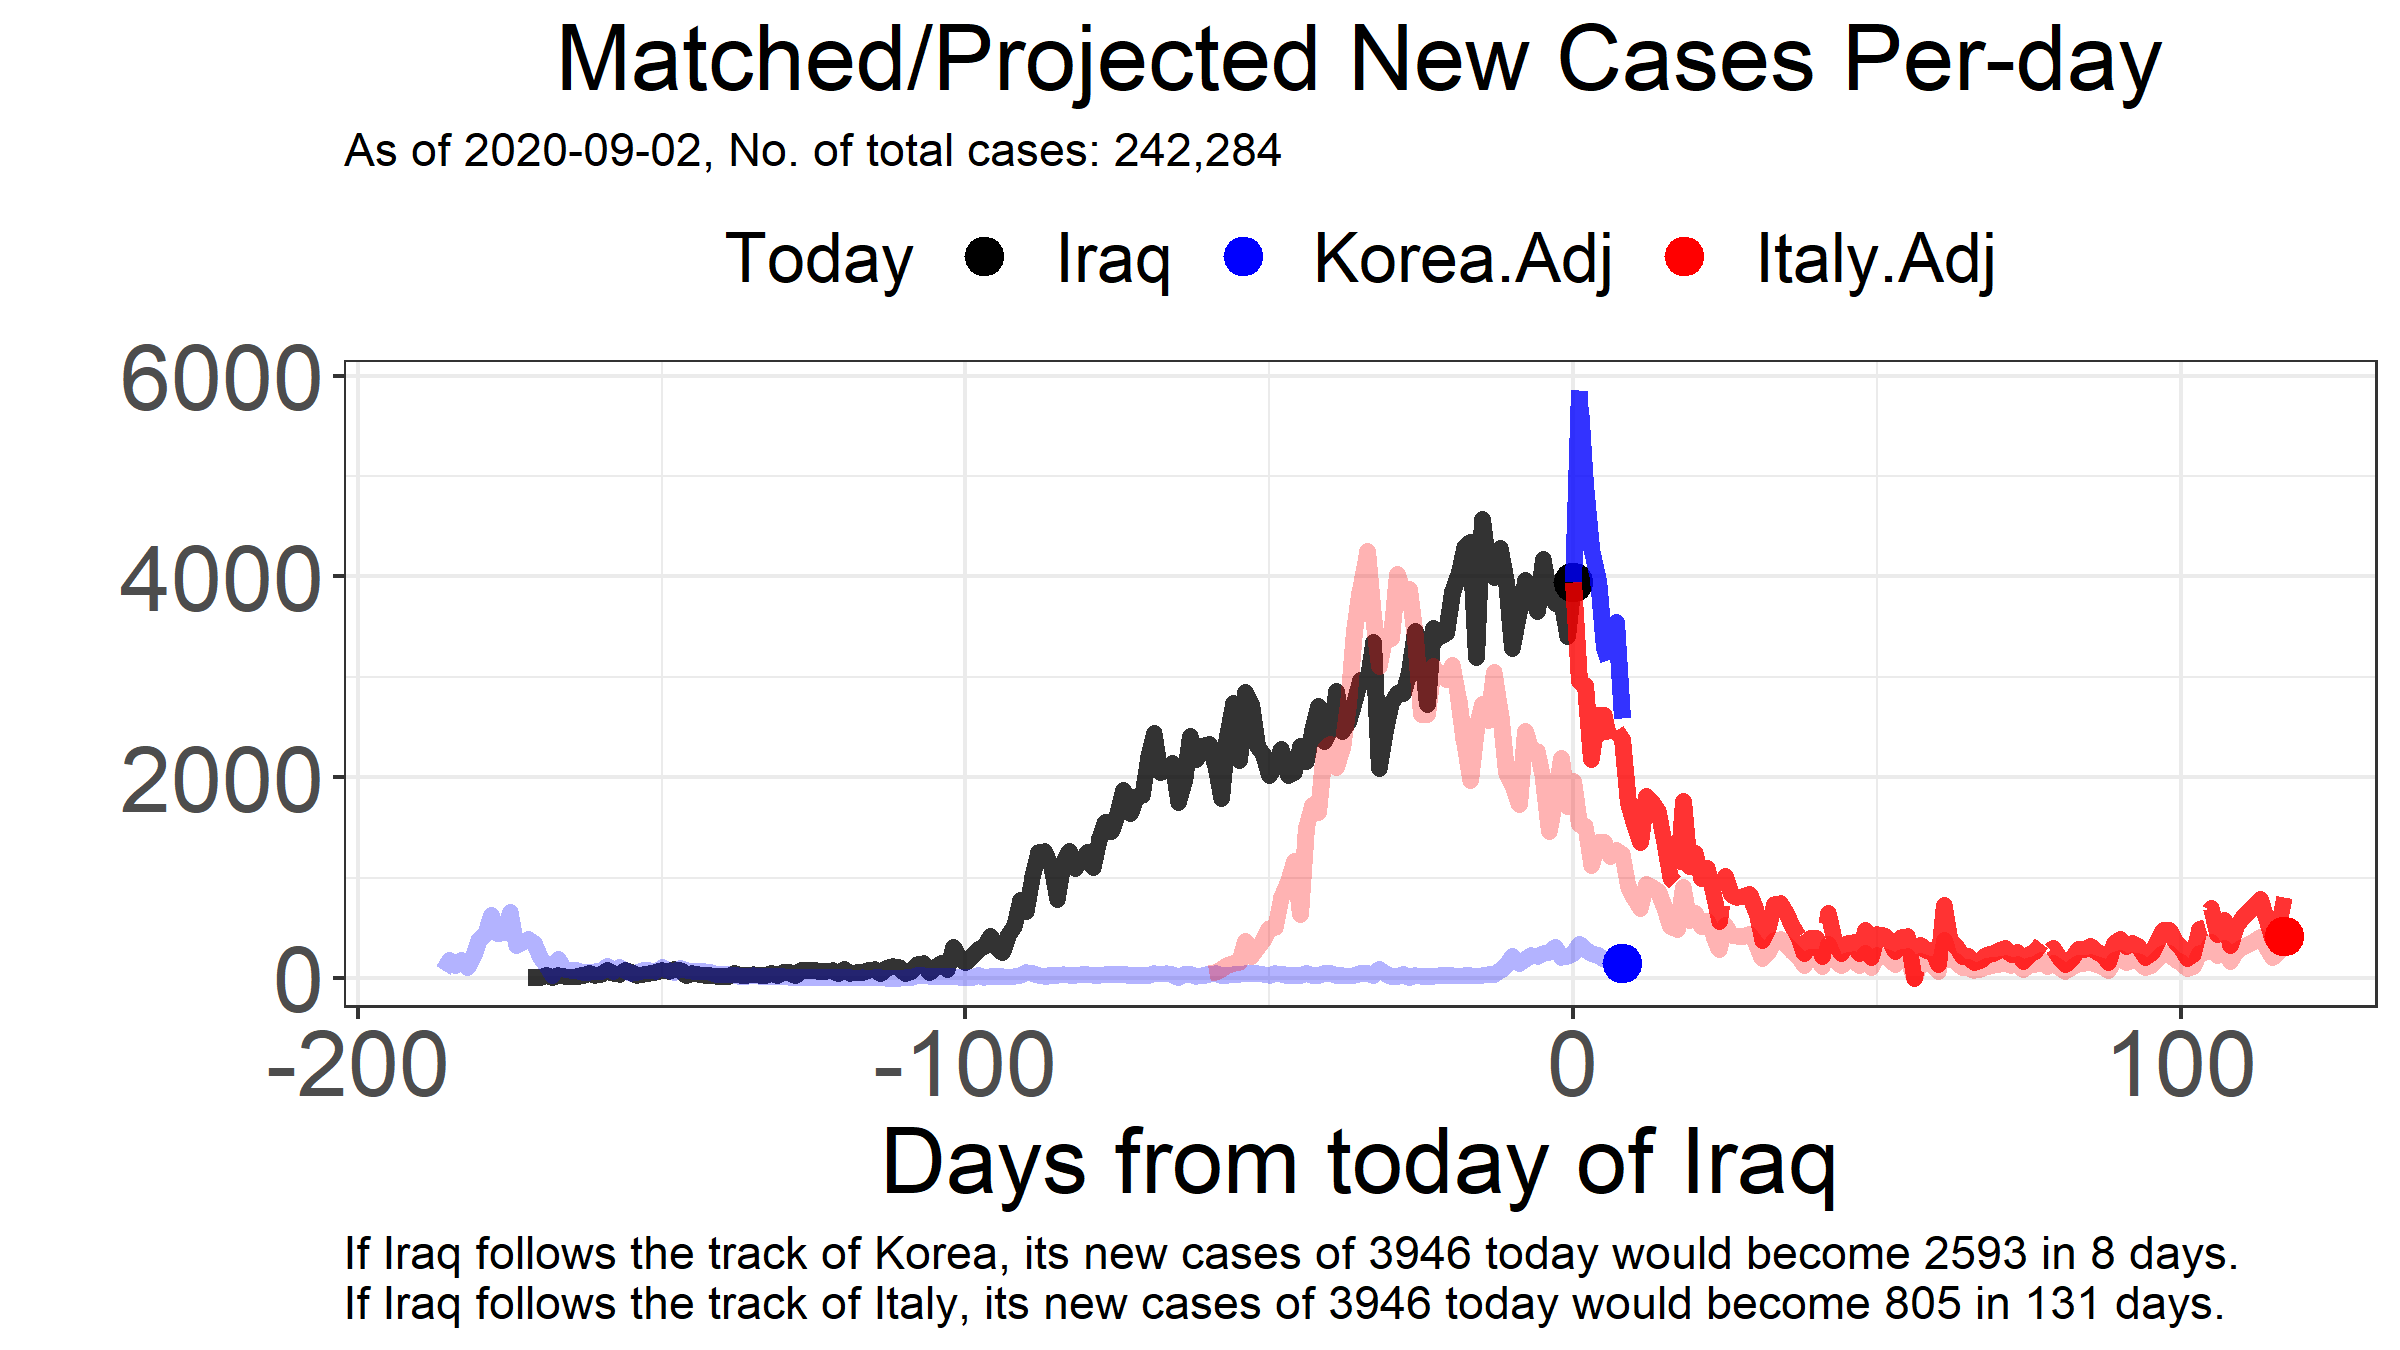 Matched/Projected New Cases Per-day
As of 2020-09-02, No. of total cases: 242,284
Today Iraq Korea.Adj Italy.Adj
6000
4000
2000
0
-200 -100 0 100
Days from today of Iraq
If Iraq follows the track of Korea, its new cases of 3946 today would become 2593 in 8 days.
If Iraq follows the track of Italy, its new cases of 3946 today would become 805 in 131 days.